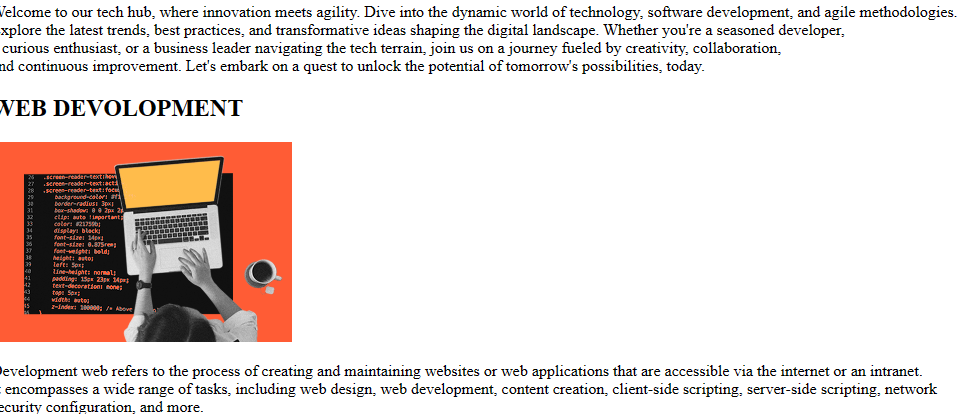 Welcome to our tech hub, where innovation meets agility. Dive into the dynamic world of technology, software development, and agile methodologies.
xplore the latest trends, best practices, and transformative ideas shaping the digital landscape. Whether you're a seasoned developer,
curious enthusiast, or a business leader navigating the tech terrain, join us on a journey fueled by creativity, collaboration,
nd continuous improvement. Let's embark on a quest to unlock the potential of tomorrow's possibilities, today.
WEB DEVOLOPMENT
26 .screen-reader-text:hov
27 .screen-reader-text:acti
28 .screen-reader-text:focu
29 background-color: #f1
30 border-radius: 3px;
31 box-shadow: 0 0 2px 2
32 clip: auto !important;
33 color: #21759b;
34 display: block;
35 font-size: 14px;
36 font-size: 0.875rem;
37 font-weight: bold;
38 height: auto;
39 left: 5px;
40 line-height: normal;
41 padding: 15px 23px 14px;
42 text-decoration: none;
43 top: 5px;
44 width: auto;
45 z-index: 100000; /* Above
Development web refers to the process of creating and maintaining websites or web applications that are accessible via the internet or an intranet.
encompasses a wide range of tasks, including web design, web development, content creation, client-side scripting, server-side scripting, network
ecurity configuration, and more.